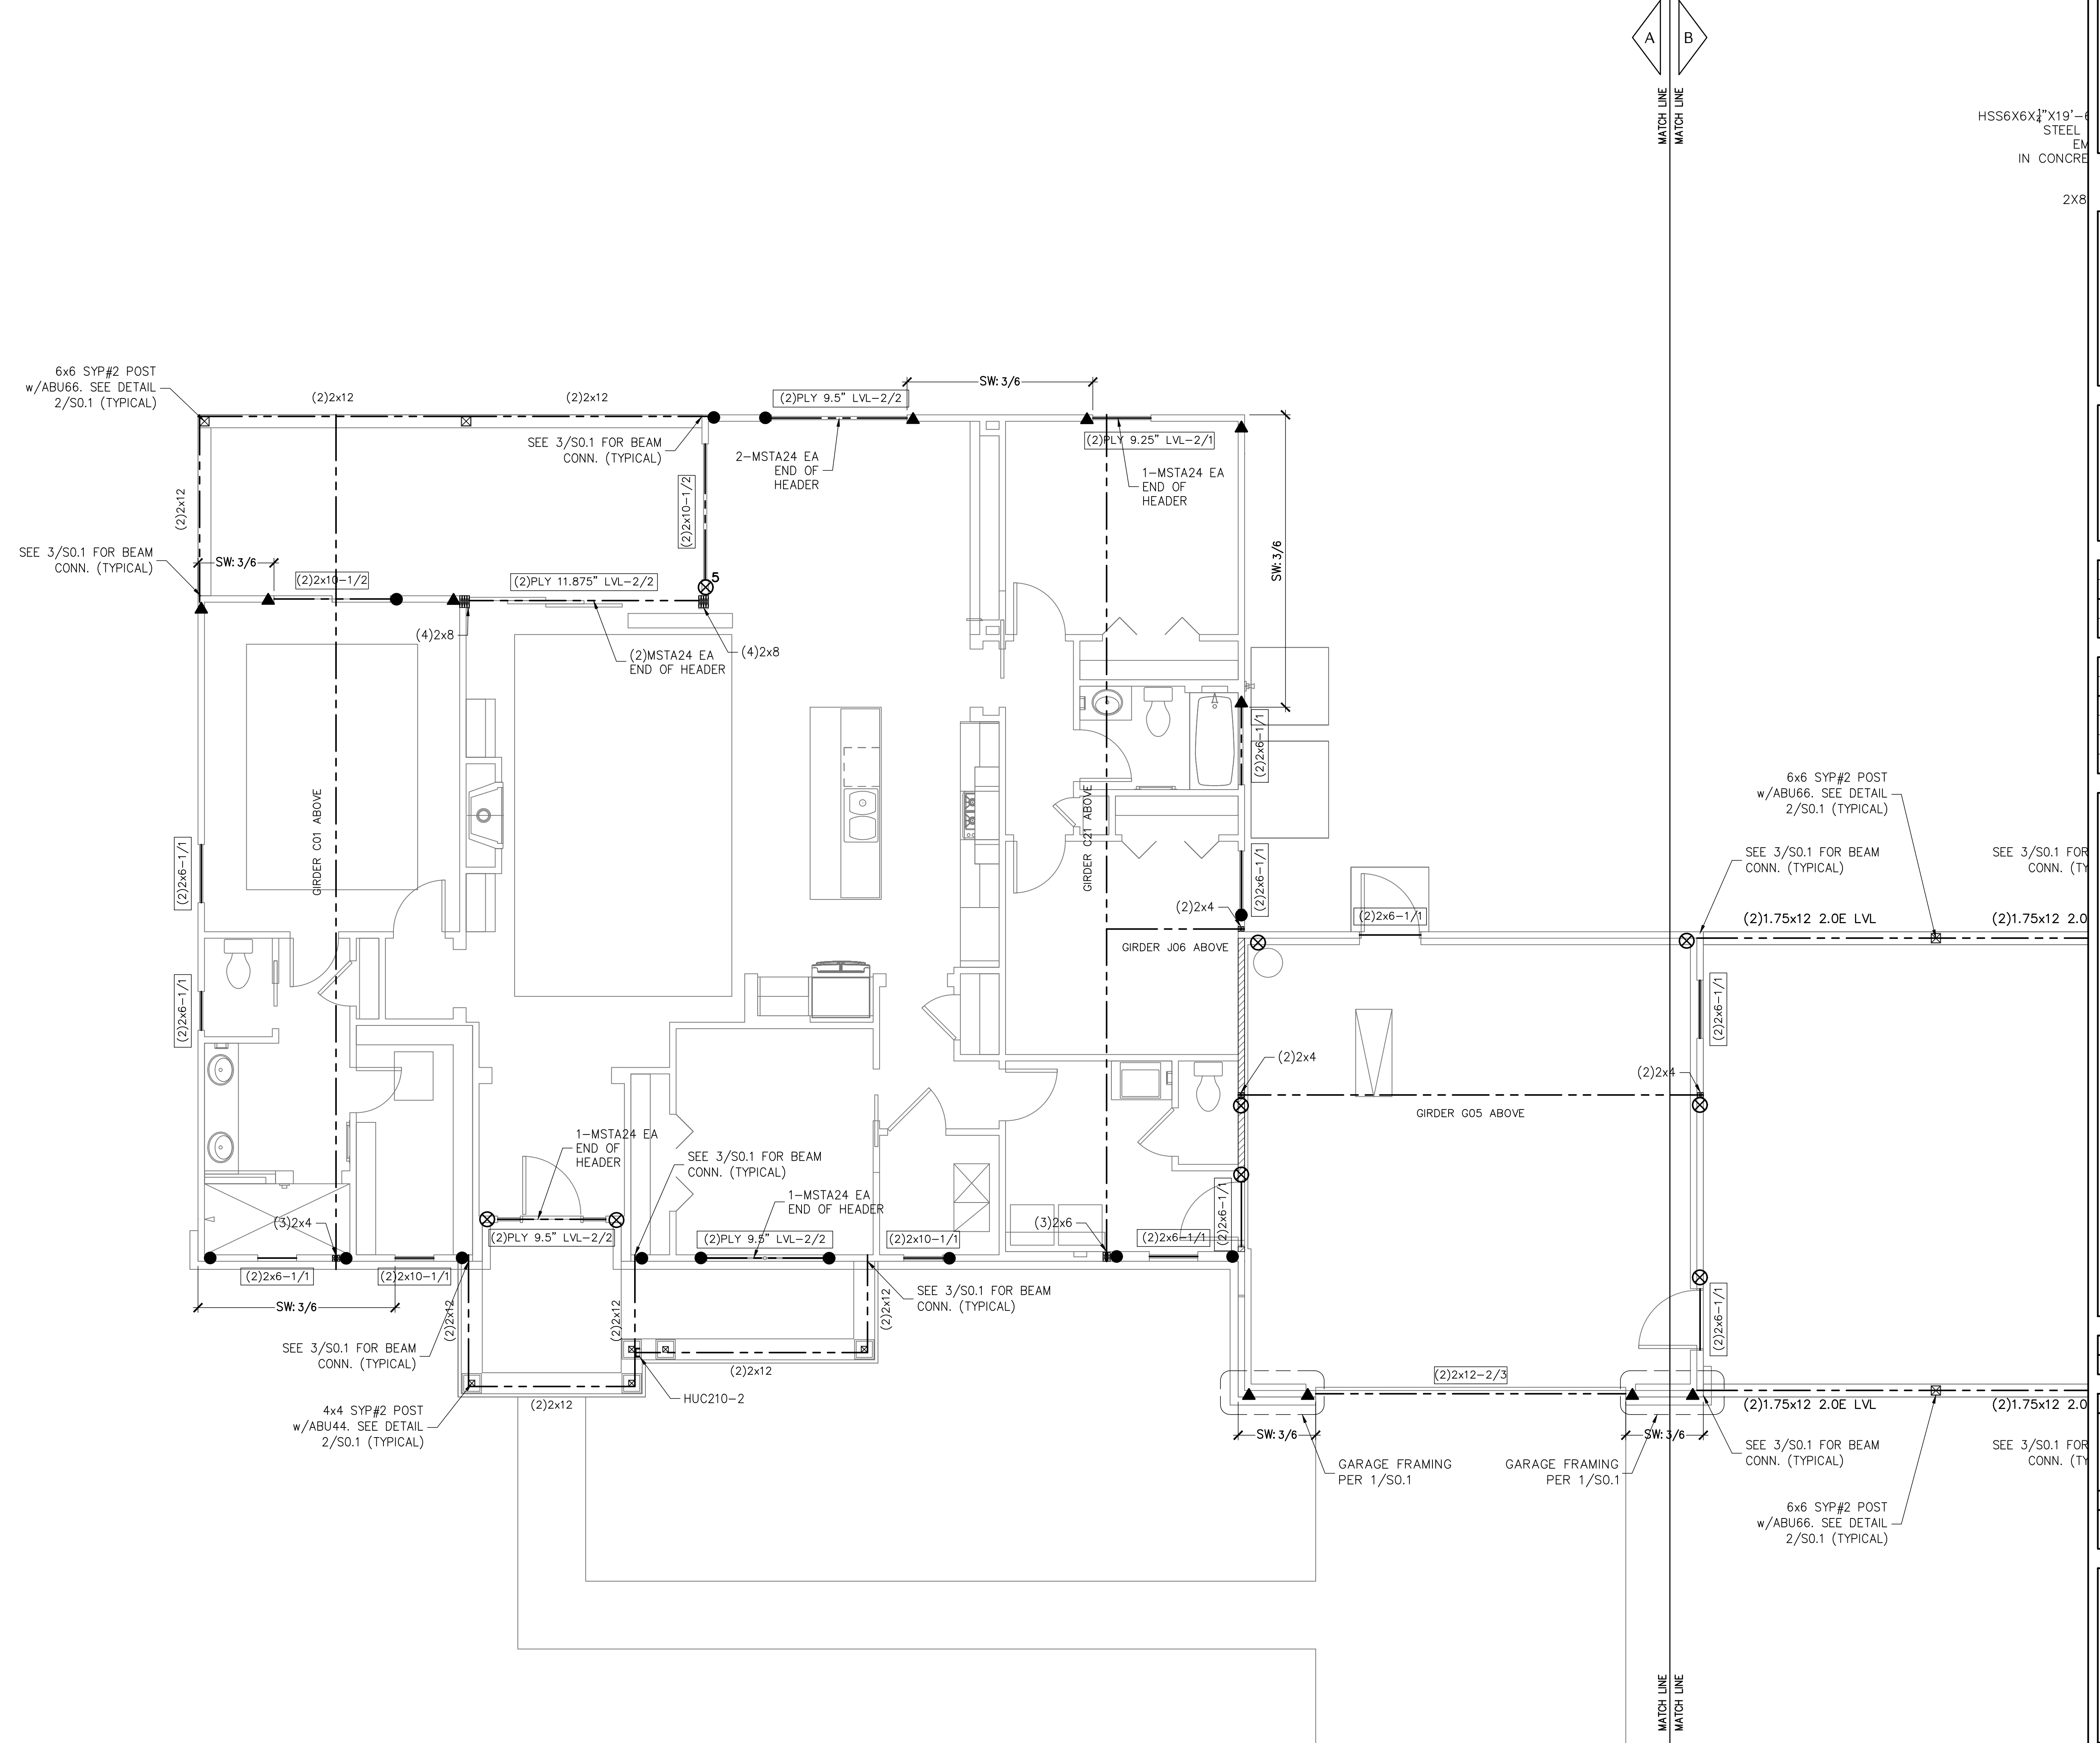 A
B
MATCH LINE
MATCH LINE
HSS6X6X¼"X19'-6
STEEL
EM
IN CONCRE
2X8
6x6 SYP#2 POST
w/ABU66. SEE DETAIL
2/S0.1 (TYPICAL)
(2)2x12
(2)2x12
(2)PLY 9.5" LVL-2/2
SW: 3/6
SEE 3/S0.1 FOR BEAM
CONN. (TYPICAL)
2-MSTA24 EA
END OF
HEADER
(2)PLY 9.25" LVL-2/1
1-MSTA24 EA
END OF
HEADER
(2)2x12
(2)2x10-1/2
SW: 3/6
SEE 3/S0.1 FOR BEAM
CONN. (TYPICAL)
SW: 3/6
(2)2x10-1/2
(2)PLY 11.875" LVL-2/2
5
(4)2x8
(2)MSTA24 EA
END OF HEADER
(4)2x8
(2)2x6-1/1
GIRDER C01 ABOVE
GIRDER C21 ABOVE
(2)2x6-1/1
(2)2x6-1/1
6x6 SYP#2 POST
w/ABU66. SEE DETAIL
2/S0.1 (TYPICAL)
SEE 3/S0.1 FOR BEAM
CONN. (TYPICAL)
SEE 3/S0.1 FOR
CONN. (TY
(2)2x4
(2)2x6-1/1
(2)1.75x12 2.0E LVL
(2)1.75x12 2.0
GIRDER J06 ABOVE
(2)2x6-1/1
(2)2x6-1/1
(2)2x4
(2)2x4
GIRDER G05 ABOVE
1-MSTA24 EA
END OF
HEADER
SEE 3/S0.1 FOR BEAM
CONN. (TYPICAL)
1-MSTA24 EA
END OF HEADER
(3)2x4
(3)2x6
(2)2x6-1/1
(2)PLY 9.5" LVL-2/2
(2)PLY 9.5" LVL-2/2
(2)2x10-1/1
(2)2x6-1/1
(2)2x6-1/1
(2)2x10-1/1
SW: 3/6
(2)2x12
(2)2x12
(2)2x12
SEE 3/S0.1 FOR BEAM
CONN. (TYPICAL)
(2)2x6-1/1
SEE 3/S0.1 FOR BEAM
CONN. (TYPICAL)
(2)2x12
(2)2x12-2/3
HUC210-2
(2)2x12
4x4 SYP#2 POST
w/ABU44. SEE DETAIL
2/S0.1 (TYPICAL)
(2)1.75x12 2.0E LVL
(2)1.75x12 2.0
SW: 3/6
SW: 3/6
SEE 3/S0.1 FOR BEAM
CONN. (TYPICAL)
SEE 3/S0.1 FOR
CONN. (TY
GARAGE FRAMING
PER 1/S0.1
GARAGE FRAMING
PER 1/S0.1
6x6 SYP#2 POST
w/ABU66. SEE DETAIL
2/S0.1 (TYPICAL)
MATCH LINE
MATCH LINE